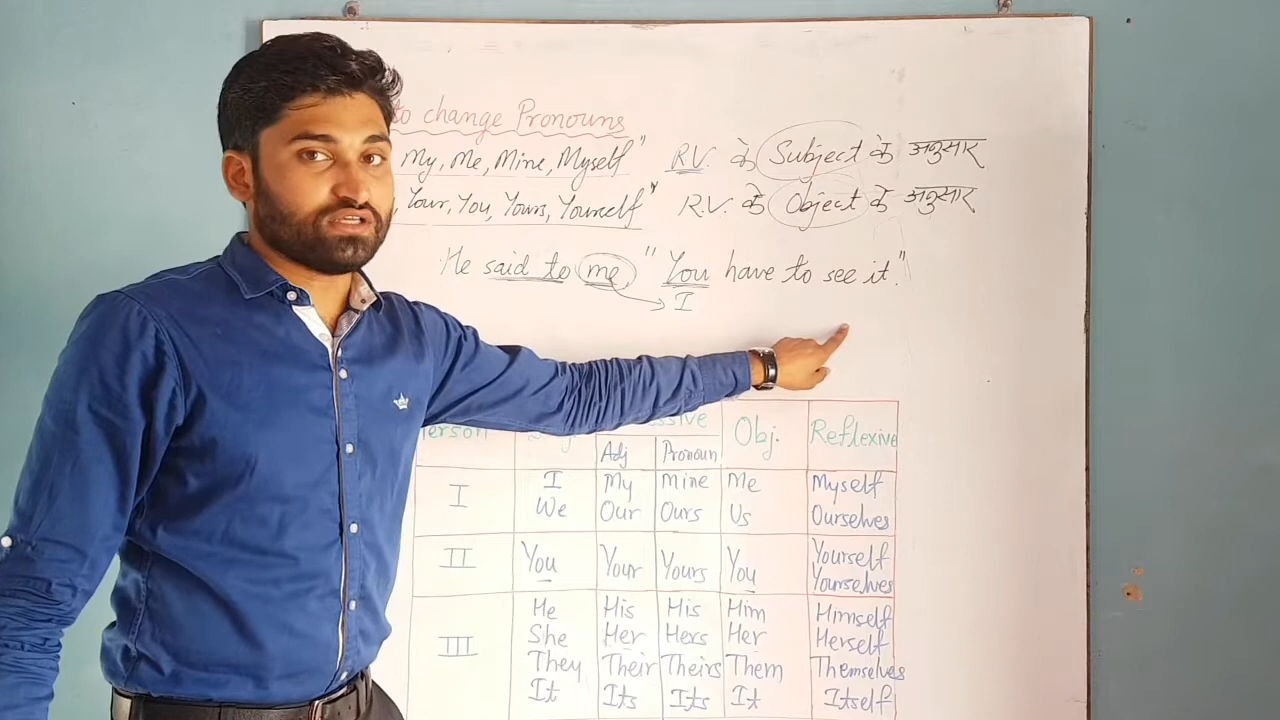 to change Pronouns
My, Me, Mine, Myself" R.V. के Subject के अनुसार
, Your, You, Yours, Yourself" R.V. के Object के अनुसार
He said to me "You have to see it."
I
Person Obj. Reflexive
Adj Pronoun
I I My mine Me Myself
We Our Ours Us Ourselves
II You Your Yours You Yourself
Yourselves
He His His Him Himself
III She Her Hers Her Herself
They Their Theirs Them Themselves
It Its Its It Itself